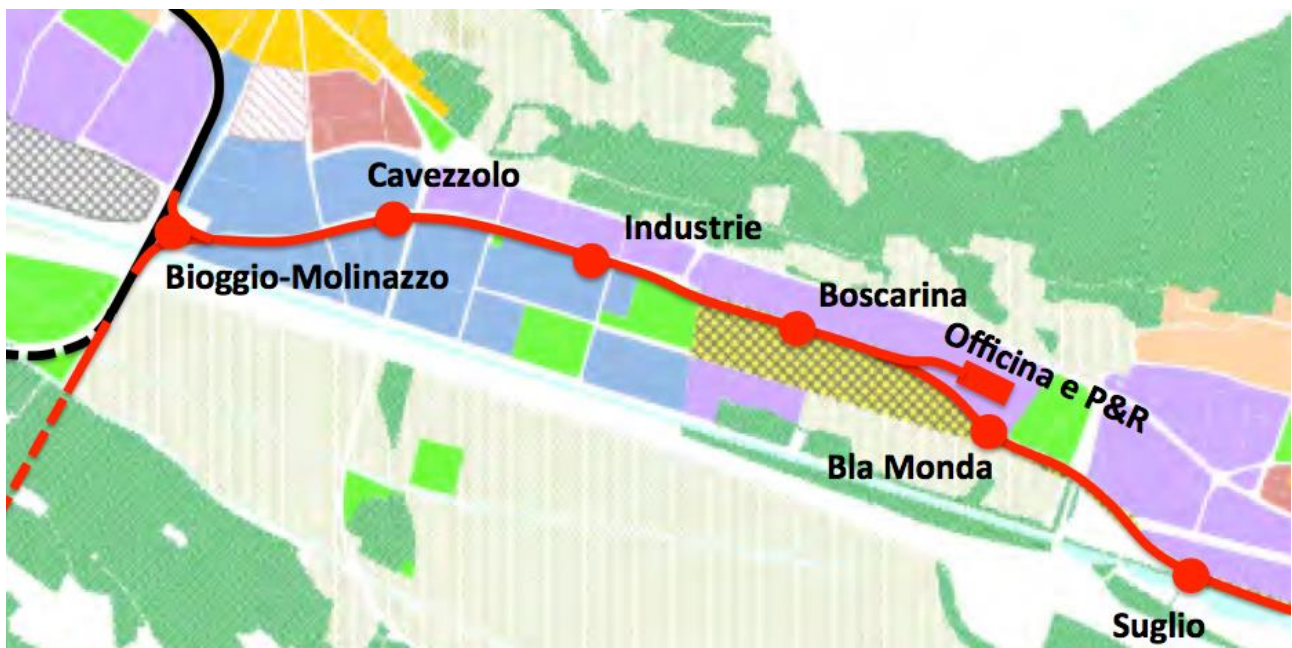 Cavezzolo
Industrie
Bioggio-Molinazzo
Boscarina
Officina e P&R
Bla Monda
Suglio